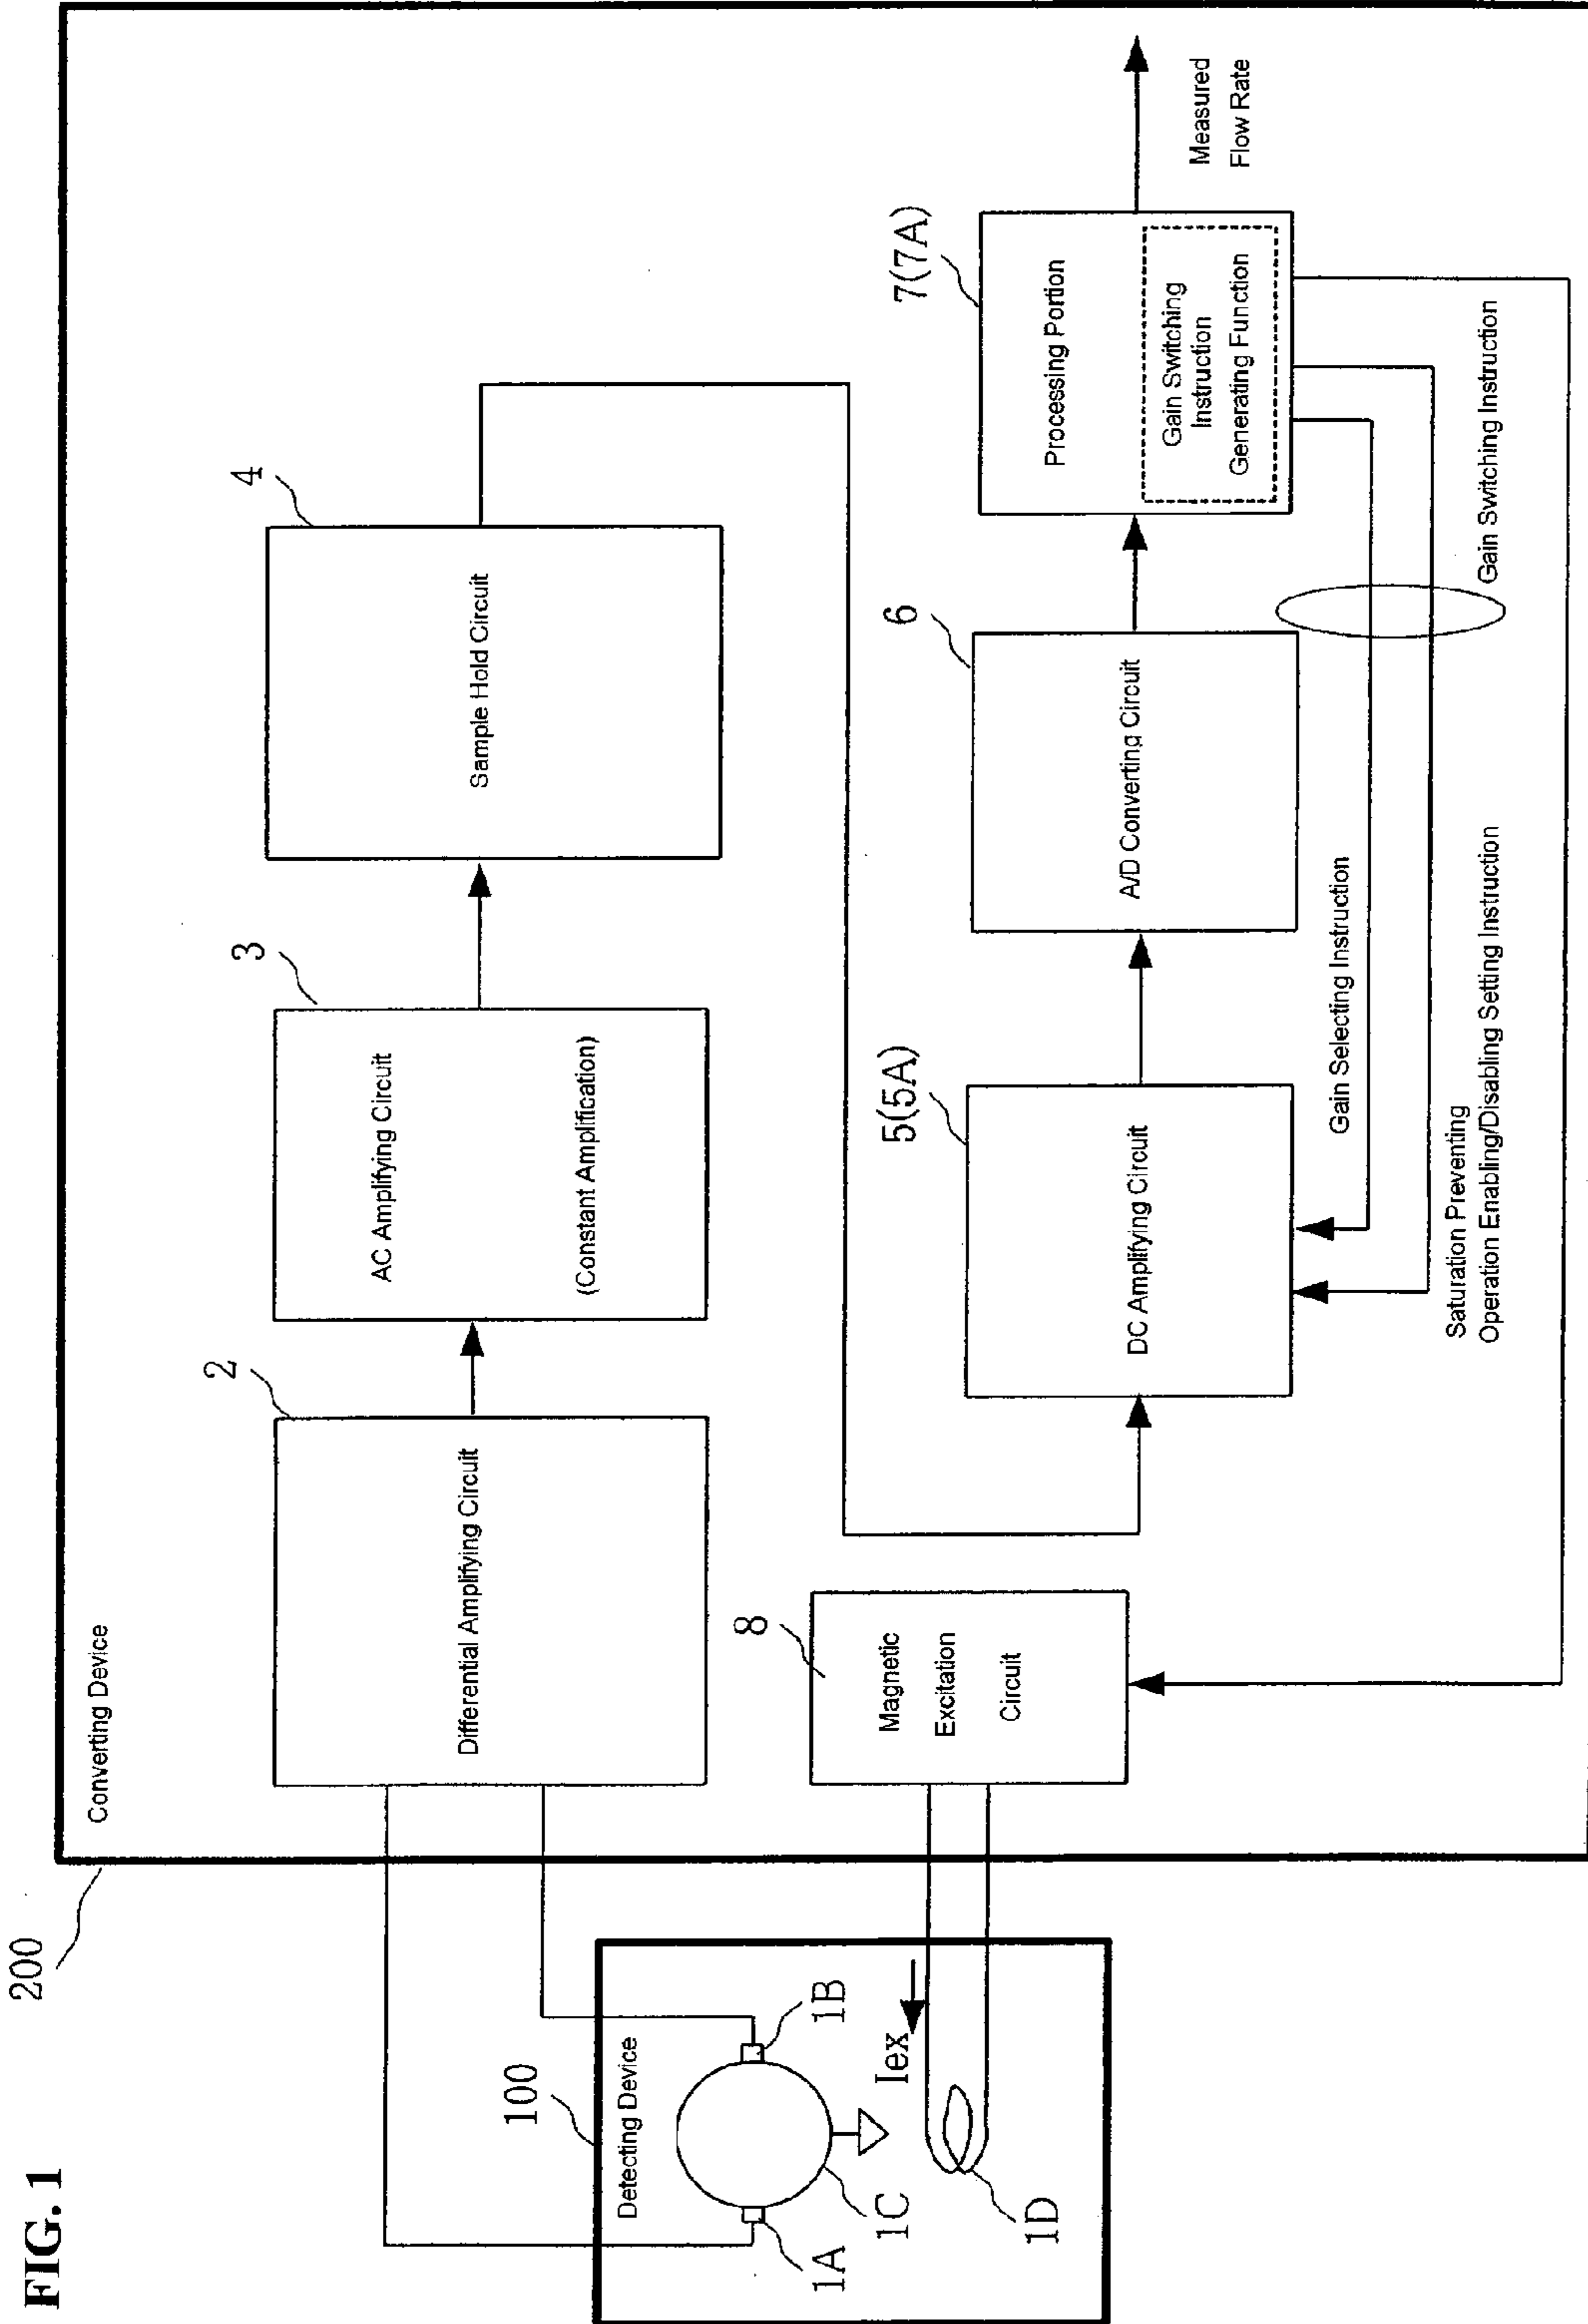 FIG. 1
200
Converting Device
2
Differential Amplifying Circuit
3
AC Amplifying Circuit
(Constant Amplification)
4
Sample Hold Circuit
100
Detecting Device
1A
1B
1C
1D
Iex
8
Magnetic
Excitation
Circuit
5(5A)
DC Amplifying Circuit
6
A/D Converting Circuit
7(7A)
Processing Portion
Gain Switching
Instruction
Generating Function
Measured
Flow Rate
Gain Selecting Instruction
Saturation Preventing
Operation Enabling/Disabling Setting Instruction
Gain Switching Instruction